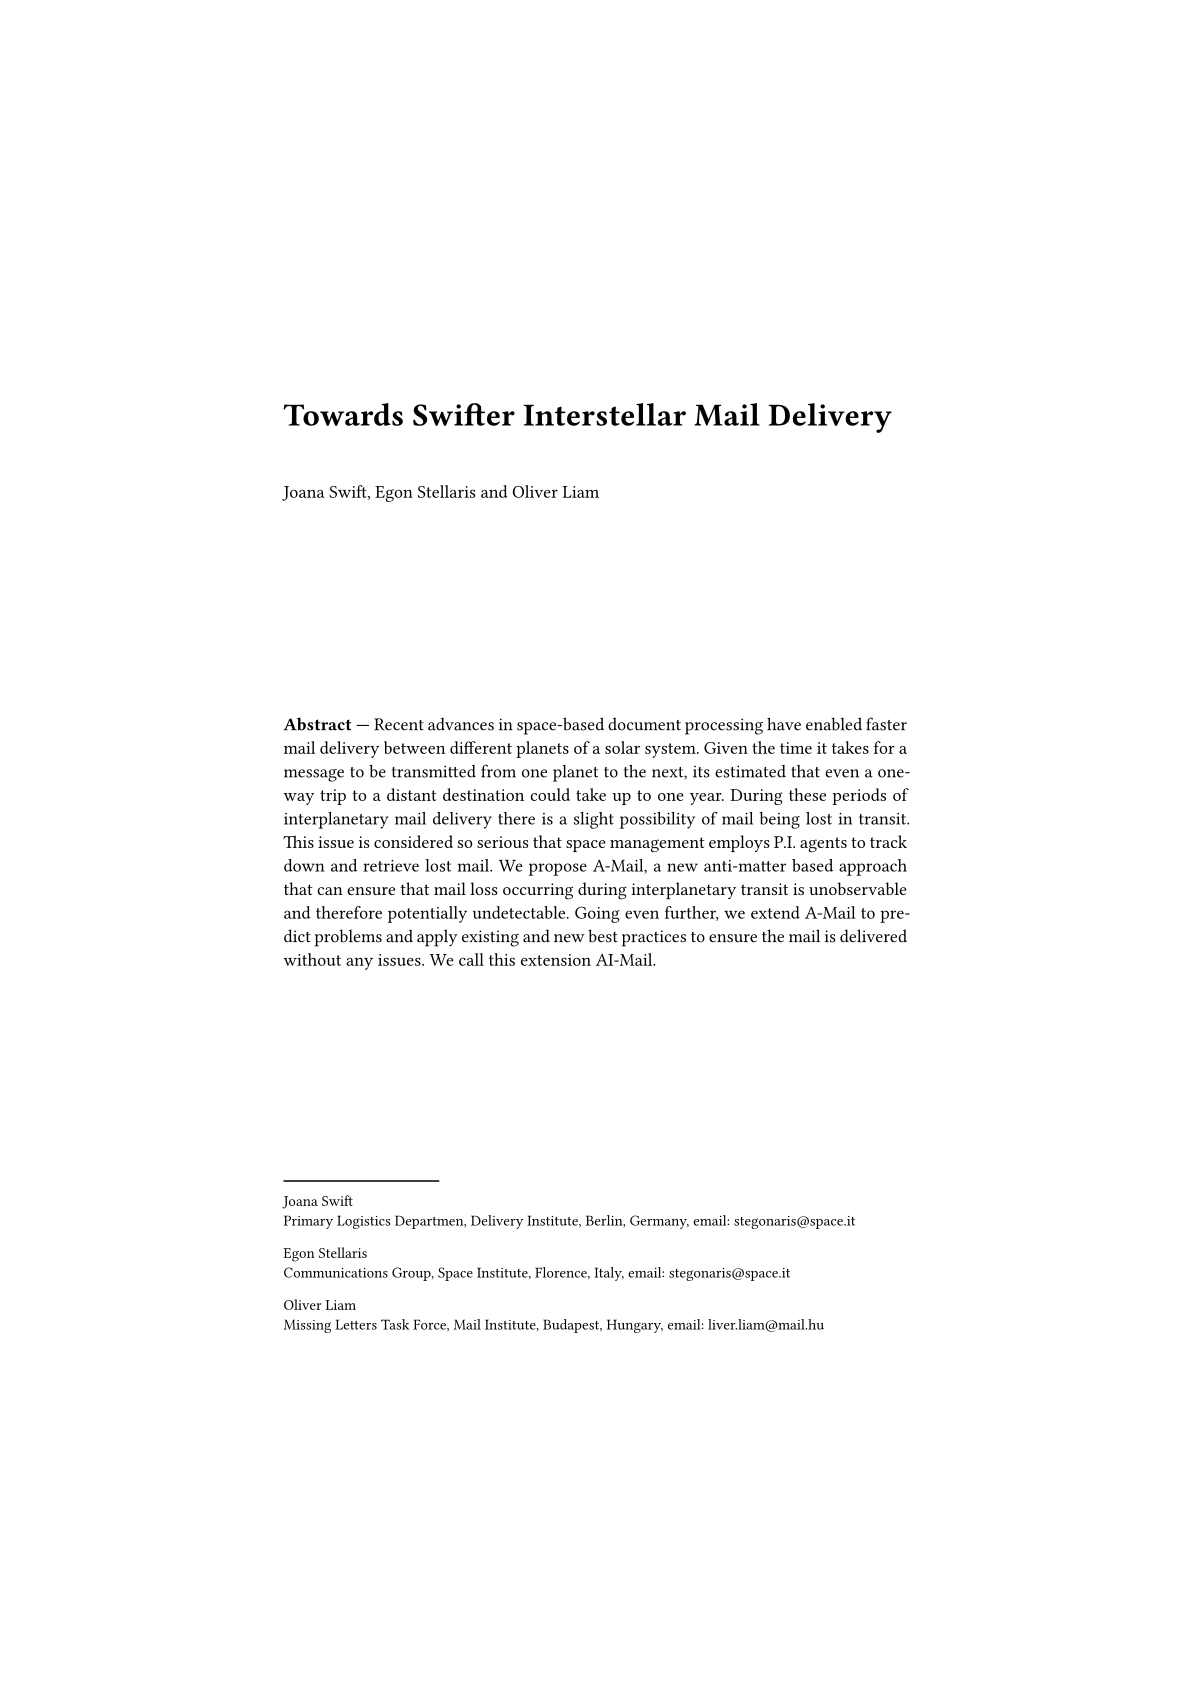 Towards Swifter Interstellar Mail Delivery
Joana Swift, Egon Stellaris and Oliver Liam
Abstract — Recent advances in space-based document processing have enabled faster
mail delivery between different planets of a solar system. Given the time it takes for a
message to be transmitted from one planet to the next, its estimated that even a one-
way trip to a distant destination could take up to one year. During these periods of
interplanetary mail delivery there is a slight possibility of mail being lost in transit.
This issue is considered so serious that space management employs P.I. agents to track
down and retrieve lost mail. We propose A-Mail, a new anti-matter based approach
that can ensure that mail loss occurring during interplanetary transit is unobservable
and therefore potentially undetectable. Going even further, we extend A-Mail to pre-
dict problems and apply existing and new best practices to ensure the mail is delivered
without any issues. We call this extension AI-Mail.
Joana Swift
Primary Logistics Departmen, Delivery Institute, Berlin, Germany, email: stegonaris@space.it
Egon Stellaris
Communications Group, Space Institute, Florence, Italy, email: stegonaris@space.it
Oliver Liam
Missing Letters Task Force, Mail Institute, Budapest, Hungary, email: liver.liam@mail.hu